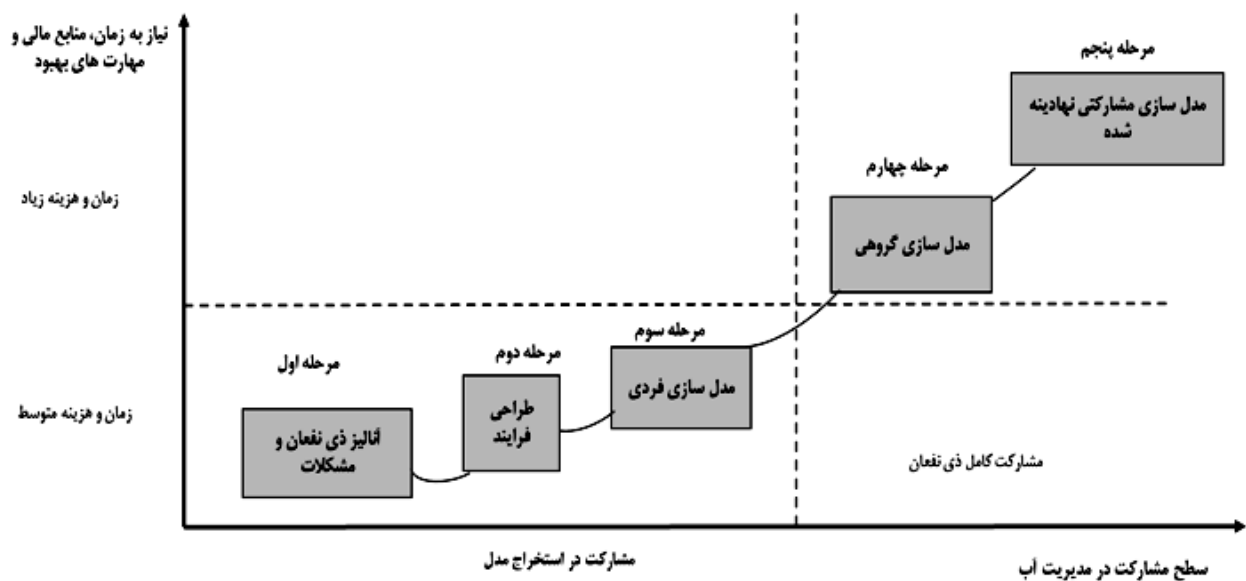 نیاز به زمان، منابع مالی و
مهارت های بهبود
مرحله پنجم
مدل سازی مشارکتی نهادینه
شده
مرحله چهارم
زمان و هزینه زیاد
مدل سازی گروهی
مرحله سوم
مرحله دوم
مرحله اول
مدل سازی فردی
طراحی
فرایند
زمان و هزینه متوسط
آنالیز ذی نفعان و
مشکلات
مشارکت کامل ذی نفعان
مشارکت در استخراج مدل
سطح مشارکت در مدیریت آب